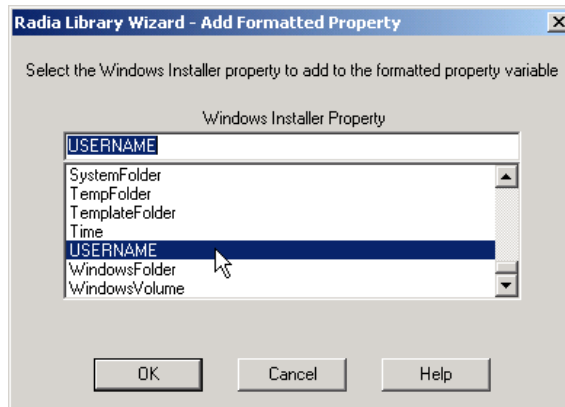 Radia Library Wizard - Add Formatted Property
Select the Windows Installer property to add to the formatted property variable
Windows Installer Property
USERNAME
SystemFolder
TempFolder
TemplateFolder
Time
USERNAME
WindowsFolder
WindowsVolume
OK Cancel Help